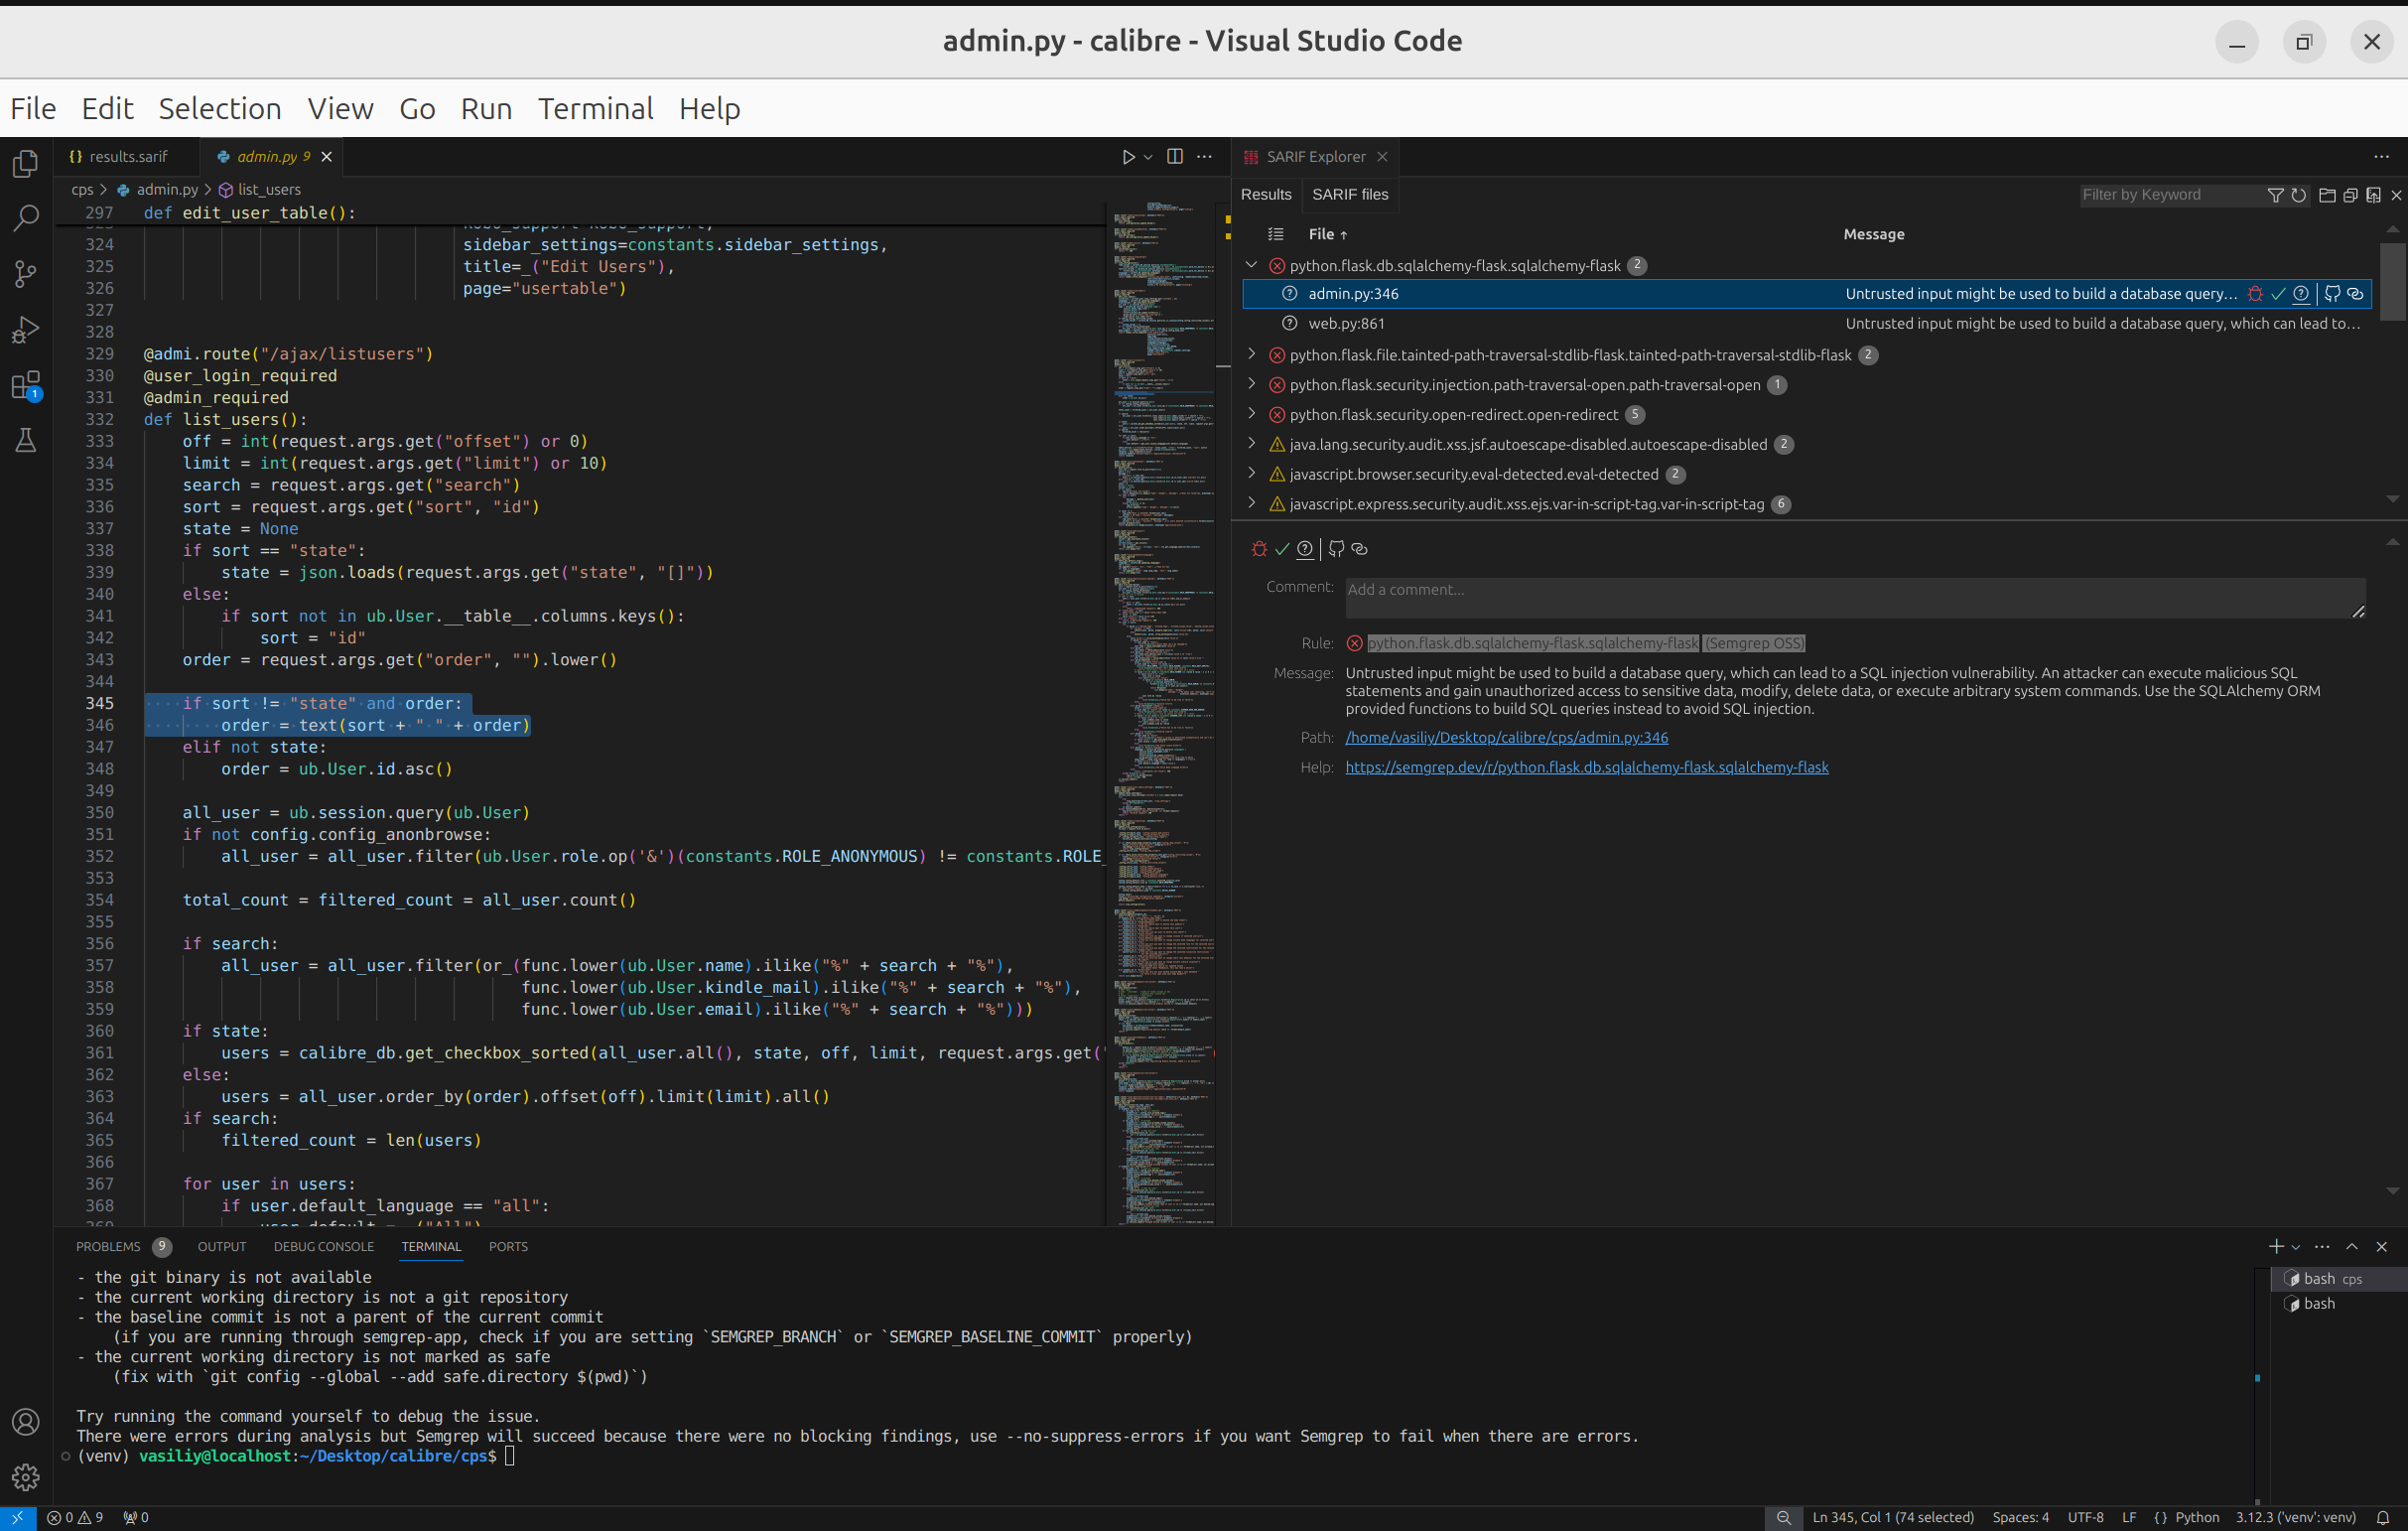 admin.py - calibre - Visual Studio Code
File Edit Selection View Go Run Terminal Help
{} results.sarif admin.py 9
cps > admin.py > list_users
297 def edit_user_table():
324 sidebar_settings=constants.sidebar_settings,
325 title=_("Edit Users"),
326 page="usertable")
327
328
329 @admi.route("/ajax/listusers")
330 @user_login_required
331 @admin_required
332 def list_users():
333 off = int(request.args.get("offset") or 0)
334 limit = int(request.args.get("limit") or 10)
335 search = request.args.get("search")
336 sort = request.args.get("sort", "id")
337 state = None
338 if sort == "state":
339 state = json.loads(request.args.get("state", "[]"))
340 else:
341 if sort not in ub.User.__table__.columns.keys():
342 sort = "id"
343 order = request.args.get("order", "").lower()
344
345 if sort != "state" and order:
346 order = text(sort + " " + order)
347 elif not state:
348 order = ub.User.id.asc()
349
350 all_user = ub.session.query(ub.User)
351 if not config.config_anonbrowse:
352 all_user = all_user.filter(ub.User.role.op('&')(constants.ROLE_ANONYMOUS) != constants.ROLE_
353
354 total_count = filtered_count = all_user.count()
355
356 if search:
357 all_user = all_user.filter(or_(func.lower(ub.User.name).ilike("%" + search + "%"),
358 func.lower(ub.User.kindle_mail).ilike("%" + search + "%"),
359 func.lower(ub.User.email).ilike("%" + search + "%")))
360 if state:
361 users = calibre_db.get_checkbox_sorted(all_user.all(), state, off, limit, request.args.get('
362 else:
363 users = all_user.order_by(order).offset(off).limit(limit).all()
364 if search:
365 filtered_count = len(users)
366
367 for user in users:
368 if user.default_language == "all":
SARIF Explorer
Results SARIF files Filter by Keyword
File ↑ Message
python.flask.db.sqlalchemy-flask.sqlalchemy-flask 2
admin.py:346 Untrusted input might be used to build a database query...
web.py:861 Untrusted input might be used to build a database query, which can lead to...
python.flask.file.tainted-path-traversal-stdlib-flask.tainted-path-traversal-stdlib-flask 2
python.flask.security.injection.path-traversal-open.path-traversal-open 1
python.flask.security.open-redirect.open-redirect 5
java.lang.security.audit.xss.jsf.autoescape-disabled.autoescape-disabled 2
javascript.browser.security.eval-detected.eval-detected 2
javascript.express.security.audit.xss.ejs.var-in-script-tag.var-in-script-tag 6
Comment: Add a comment...
Rule: python.flask.db.sqlalchemy-flask.sqlalchemy-flask (Semgrep OSS)
Message: Untrusted input might be used to build a database query, which can lead to a SQL injection vulnerability. An attacker can execute malicious SQL
statements and gain unauthorized access to sensitive data, modify, delete data, or execute arbitrary system commands. Use the SQLAlchemy ORM
provided functions to build SQL queries instead to avoid SQL injection.
Path: /home/vasiliy/Desktop/calibre/cps/admin.py:346
Help: https://semgrep.dev/r/python.flask.db.sqlalchemy-flask.sqlalchemy-flask
PROBLEMS 9 OUTPUT DEBUG CONSOLE TERMINAL PORTS
- the git binary is not available
- the current working directory is not a git repository
- the baseline commit is not a parent of the current commit
(if you are running through semgrep-app, check if you are setting `SEMGREP_BRANCH` or `SEMGREP_BASELINE_COMMIT` properly)
- the current working directory is not marked as safe
(fix with `git config --global --add safe.directory $(pwd)`)
Try running the command yourself to debug the issue.
There were errors during analysis but Semgrep will succeed because there were no blocking findings, use --no-suppress-errors if you want Semgrep to fail when there are errors.
(venv) vasiliy@localhost:~/Desktop/calibre/cps$
bash cps
bash
1
0 9 0
Ln 345, Col 1 (74 selected) Spaces: 4 UTF-8 LF {} Python 3.12.3 ('venv': venv)